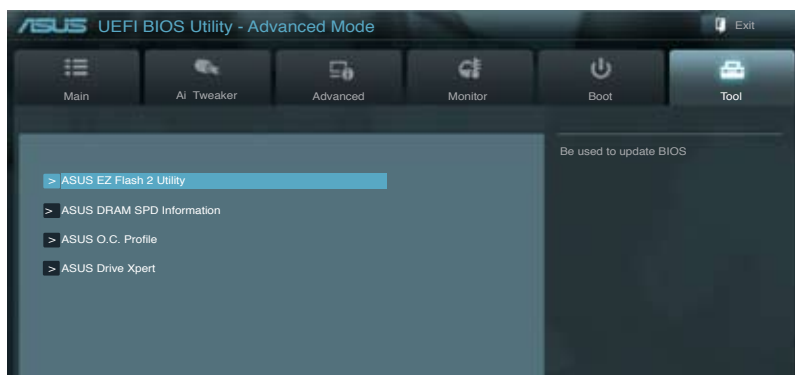 ASUS UEFI BIOS Utility - Advanced Mode
Exit
Main
Ai Tweaker
Advanced
Monitor
Boot
Tool
Be used to update BIOS
> ASUS EZ Flash 2 Utility
> ASUS DRAM SPD Information
> ASUS O.C. Profile
> ASUS Drive Xpert